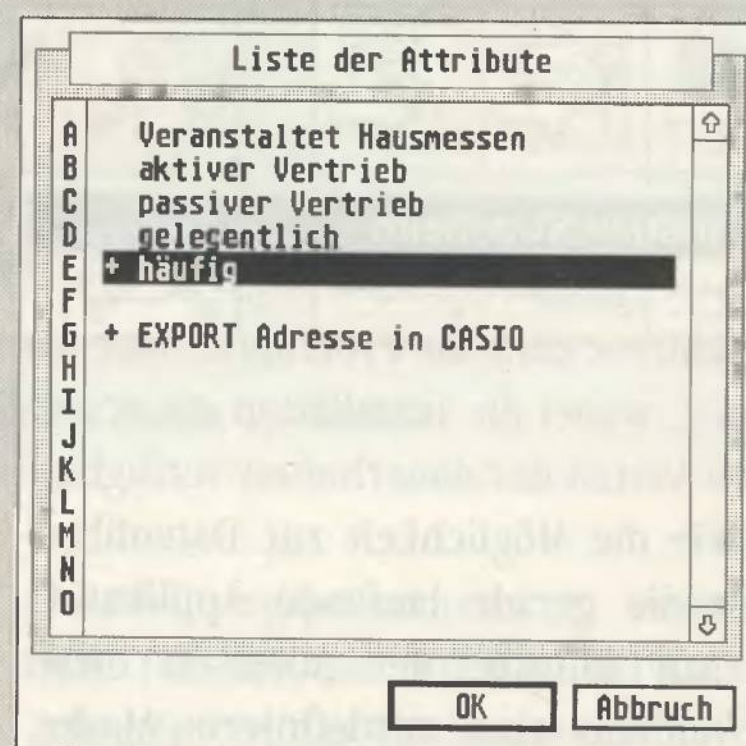 Liste der Attribute
A Veranstaltet Hausmessen
B aktiver Vertrieb
C passiver Vertrieb
D gelegentlich
E + häufig
F
G + EXPORT Adresse in CASIO
H
I
J
K
L
M
N
O
OK Abbruch